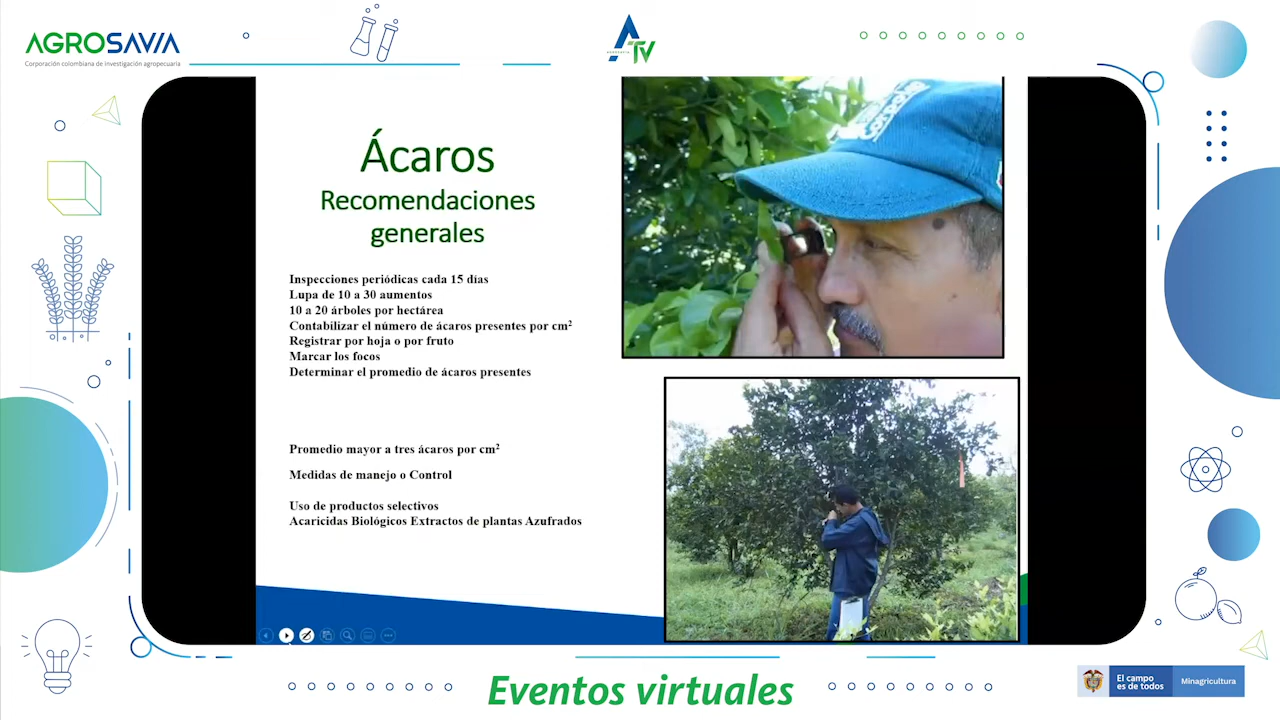 AGROSAVIA
Corporación colombiana de investigación agropecuaria
ATV
Ácaros
Recomendaciones
generales
Inspecciones periódicas cada 15 días
Lupa de 10 a 30 aumentos
10 a 20 árboles por hectárea
Contabilizar el número de ácaros presentes por cm²
Registrar por hoja o por fruto
Marcar los focos
Determinar el promedio de ácaros presentes
Promedio mayor a tres ácaros por cm²
Medidas de manejo o Control
Uso de productos selectivos
Acaricidas Biológicos Extractos de plantas Azufrados
Eventos virtuales
El campo
es de todos
Minagricultura